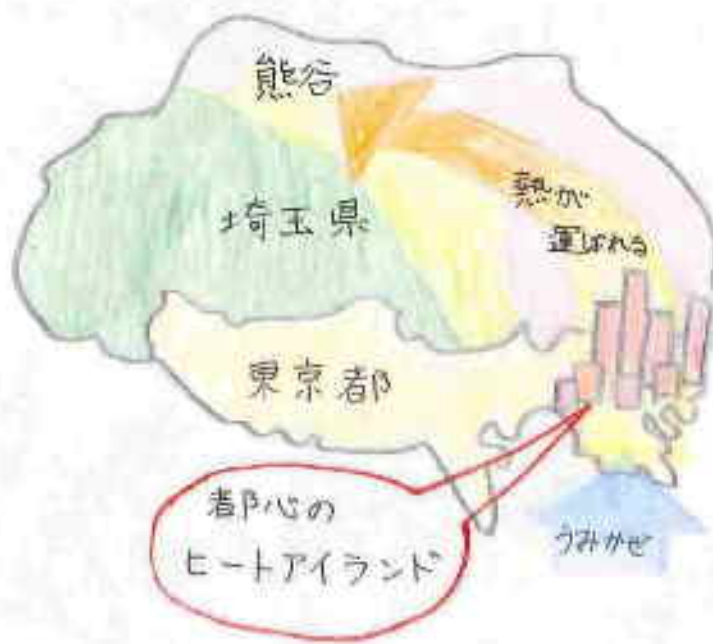 熊谷
熱が
運ばれる
埼玉県
東京都
都心の
ヒートアイランド
うみかぜ